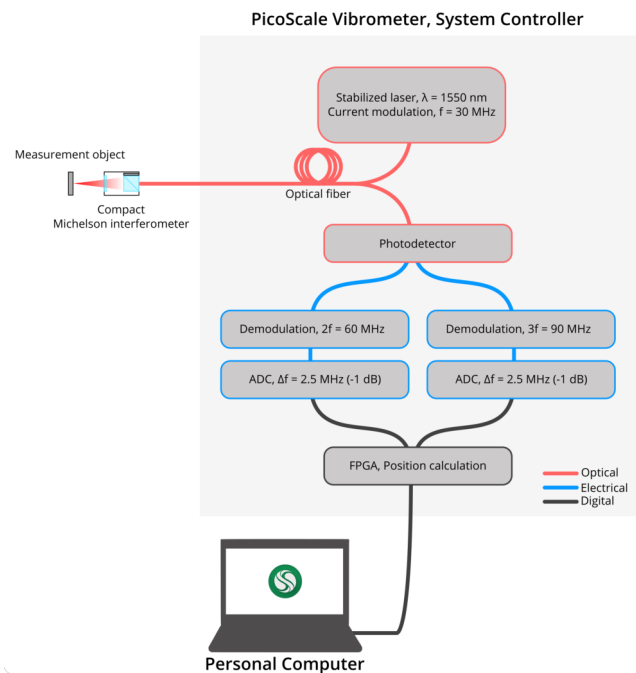 PicoScale Vibrometer, System Controller
Stabilized laser, λ = 1550 nm
Current modulation, f = 30 MHz
Measurement object
Optical fiber
Compact
Michelson interferometer
Photodetector
Demodulation, 2f = 60 MHz
Demodulation, 3f = 90 MHz
ADC, Δf = 2.5 MHz (-1 dB)
ADC, Δf = 2.5 MHz (-1 dB)
FPGA, Position calculation
Optical
Electrical
Digital
Personal Computer